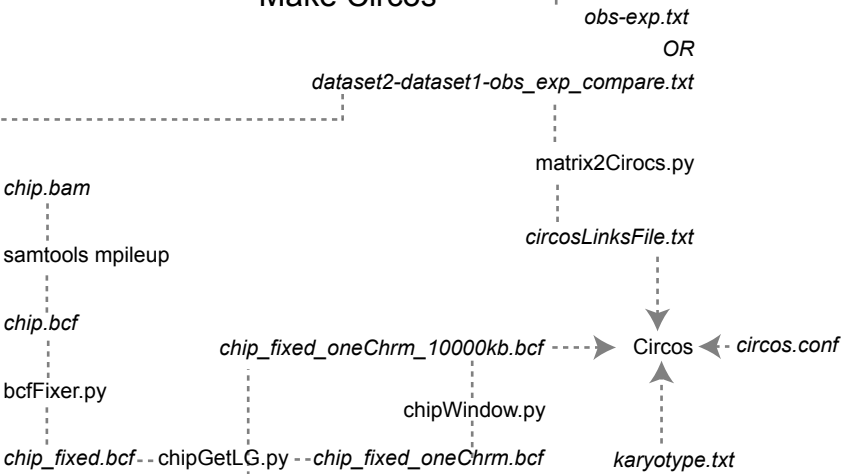 Make Circos
obs-exp.txt
OR
dataset2-dataset1-obs_exp_compare.txt
matrix2Cirocs.py
chip.bam
circosLinksFile.txt
samtools mpileup
chip.bcf
chip_fixed_oneChrm_10000kb.bcf
Circos
circos.conf
bcfFixer.py
chipWindow.py
chip_fixed.bcf
chipGetLG.py
chip_fixed_oneChrm.bcf
karyotype.txt